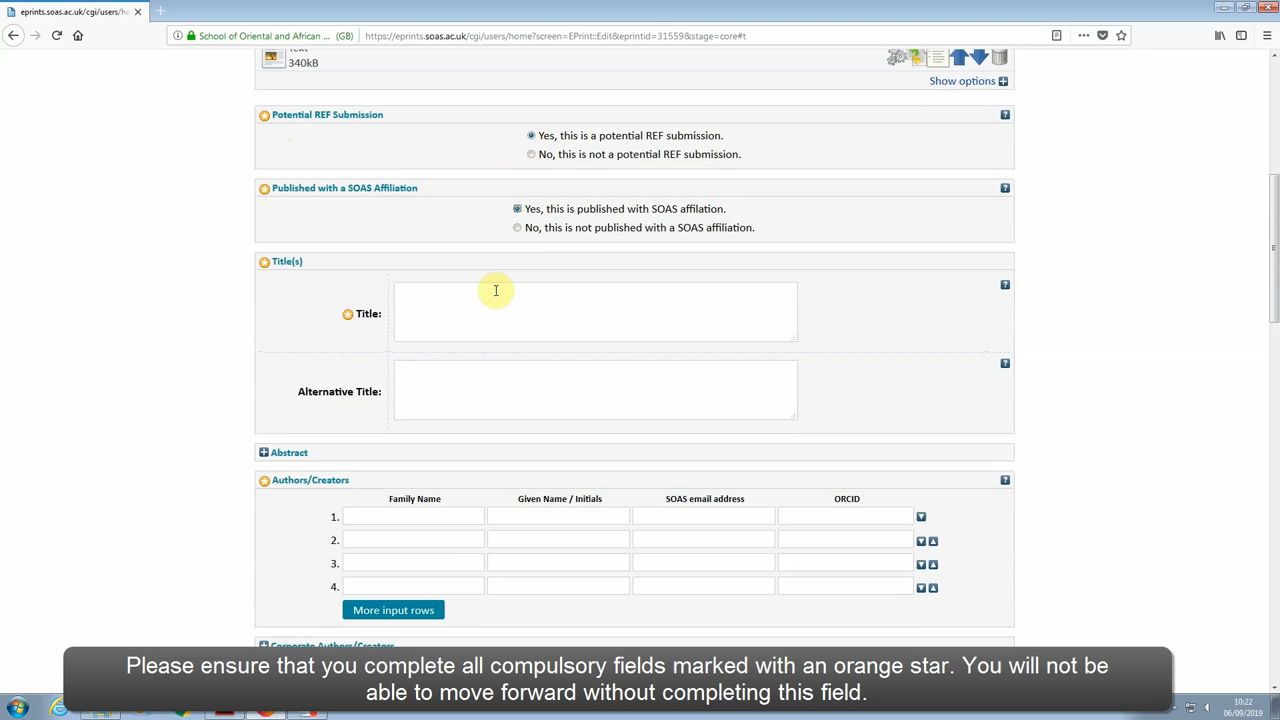 eprints.soas.ac.uk/cgi/users/ho
School of Oriental and African ... (GB)
https://eprints.soas.ac.uk/cgi/users/home?screen=EPrint::Edit&eprintid=31559&stage=core#t
Text
340kB
Show options
Potential REF Submission
Yes, this is a potential REF submission.
No, this is not a potential REF submission.
Published with a SOAS Affiliation
Yes, this is published with SOAS affilation.
No, this is not published with a SOAS affiliation.
Title(s)
Title:
Alternative Title:
Abstract
Authors/Creators
Family Name
Given Name / Initials
SOAS email address
ORCID
1.
2.
3.
4.
More input rows
Corporate Authors/Creators
Please ensure that you complete all compulsory fields marked with an orange star. You will not be
able to move forward without completing this field.
10:22
06/09/2019